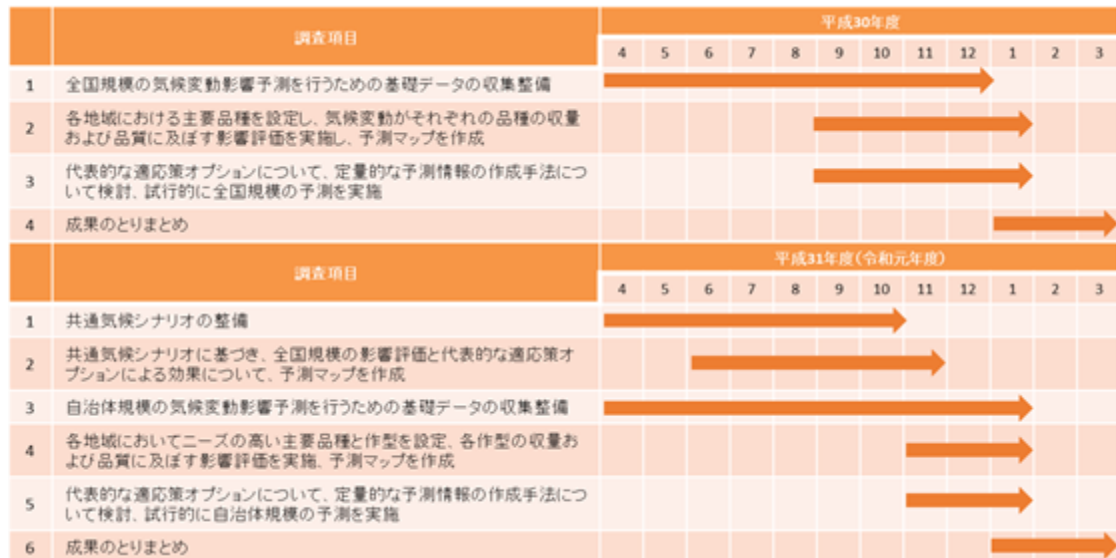 調査項目
平成30年度
4 5 6 7 8 9 10 11 12 1 2 3
1 全国規模の気候変動影響予測を行うための基礎データの収集整備
2 各地域における主要品種を設定し、気候変動がそれぞれの品種の収量
および品質に及ぼす影響評価を実施し、予測マップを作成
3 代表的な適応策オプションについて、定量的な予測情報の作成手法につ
いて検討、試行的に全国規模の予測を実施
4 成果のとりまとめ
調査項目
平成31年度(令和元年度)
4 5 6 7 8 9 10 11 12 1 2 3
1 共通気候シナリオの整備
2 共通気候シナリオに基づき、全国規模の影響評価と代表的な適応策オ
プションによる効果について、予測マップを作成
3 自治体規模の気候変動影響予測を行うための基礎データの収集整備
4 各地域においてニーズの高い主要品種と作型を設定、各作型の収量お
よび品質に及ぼす影響評価を実施、予測マップを作成
5 代表的な適応策オプションについて、定量的な予測情報の作成手法につ
いて検討、試行的に自治体規模の予測を実施
6 成果のとりまとめ